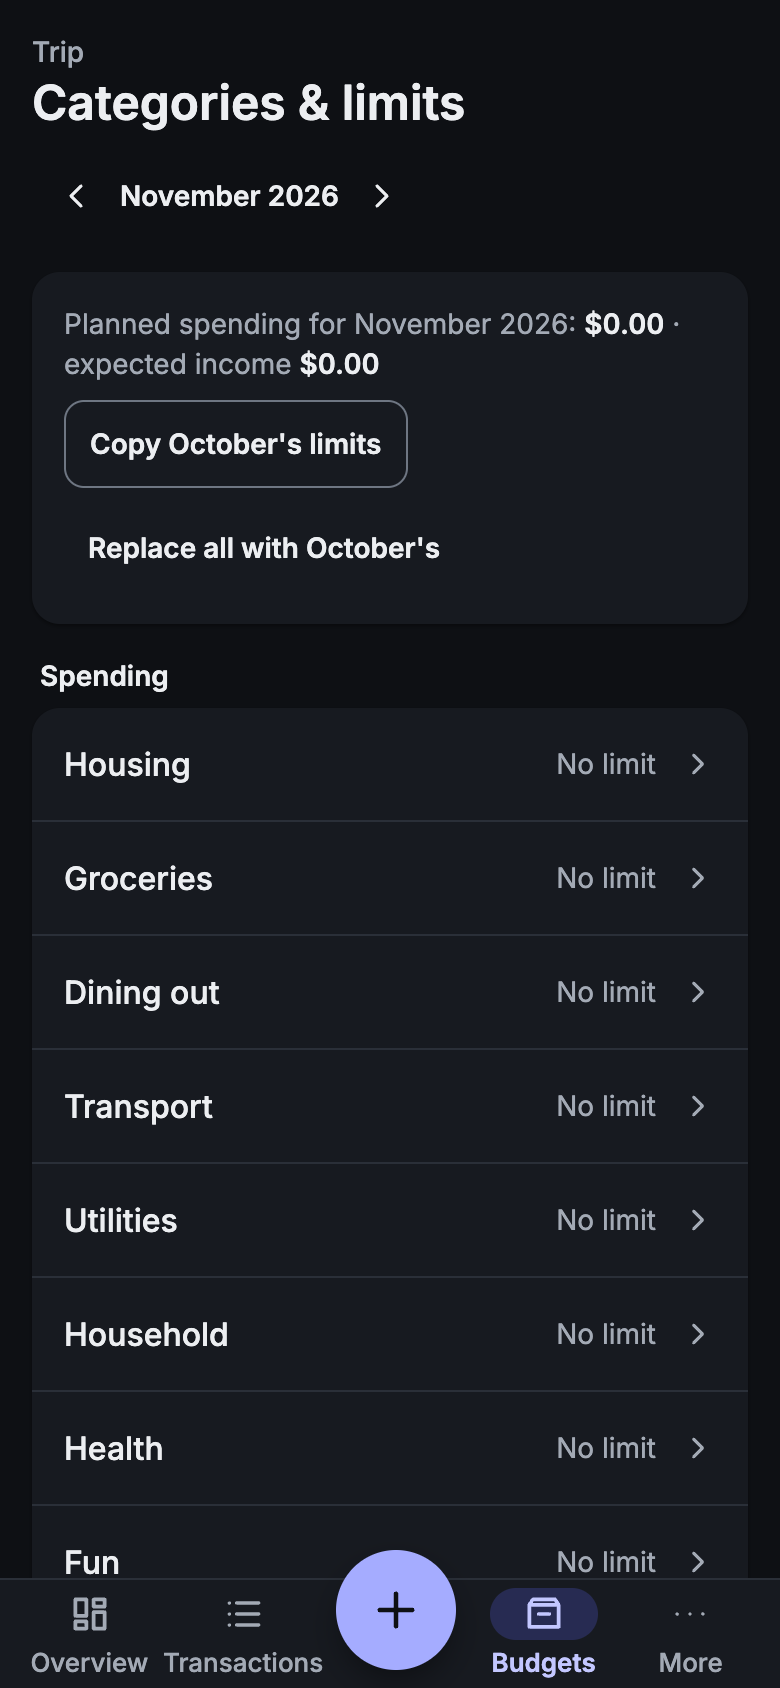 Trip
Categories & limits
November 2026
Planned spending for November 2026: $0.00 ·
expected income $0.00
Copy October's limits
Replace all with October's
Spending
Housing No limit
Groceries No limit
Dining out No limit
Transport No limit
Utilities No limit
Household No limit
Health No limit
Fun No limit
Overview Transactions Budgets More